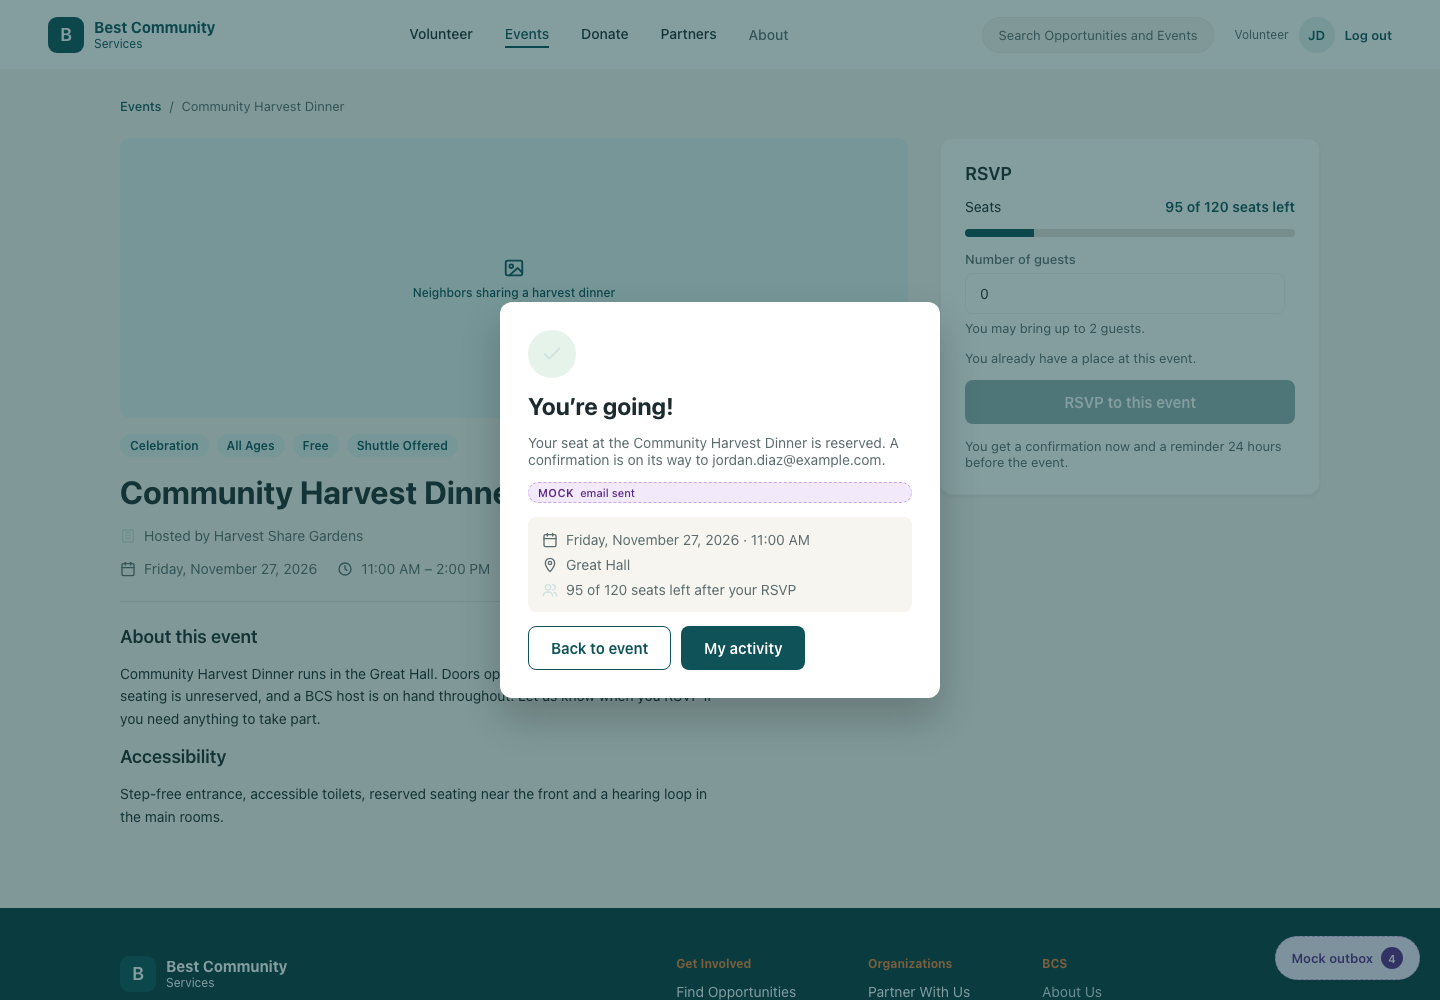 B
Best Community
Services
Volunteer
Events
Donate
Partners
About
Search Opportunities and Events
Volunteer
JD
Log out
Events / Community Harvest Dinner
Neighbors sharing a harvest dinner
RSVP
Seats
95 of 120 seats left
Number of guests
0
You may bring up to 2 guests.
You already have a place at this event.
RSVP to this event
You get a confirmation now and a reminder 24 hours
before the event.
You’re going!
Your seat at the Community Harvest Dinner is reserved. A
confirmation is on its way to jordan.diaz@example.com.
MOCK email sent
Friday, November 27, 2026 · 11:00 AM
Great Hall
95 of 120 seats left after your RSVP
Back to event
My activity
Celebration
All Ages
Free
Shuttle Offered
Community Harvest
Hosted by Harvest Share Gardens
Friday, November 27, 2026
11:00 AM – 2:00 PM
About this event
Community Harvest Dinner runs in the Great Hall. Doors
seating is unreserved, and a BCS host is on hand throughout. Let us know when you RSVP if
you need anything to take part.
Accessibility
Step-free entrance, accessible toilets, reserved seating near the front and a hearing loop in
the main rooms.
B
Best Community
Services
Get Involved
Find Opportunities
Organizations
Partner With Us
BCS
About Us
Mock outbox 4